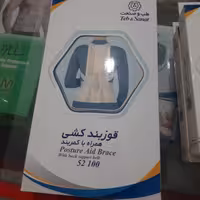 طب و صنعت
Teb & Sanat
قوزبند کشی
همراه با کمربند
Posture Aid Brace
With back support belt
52 100